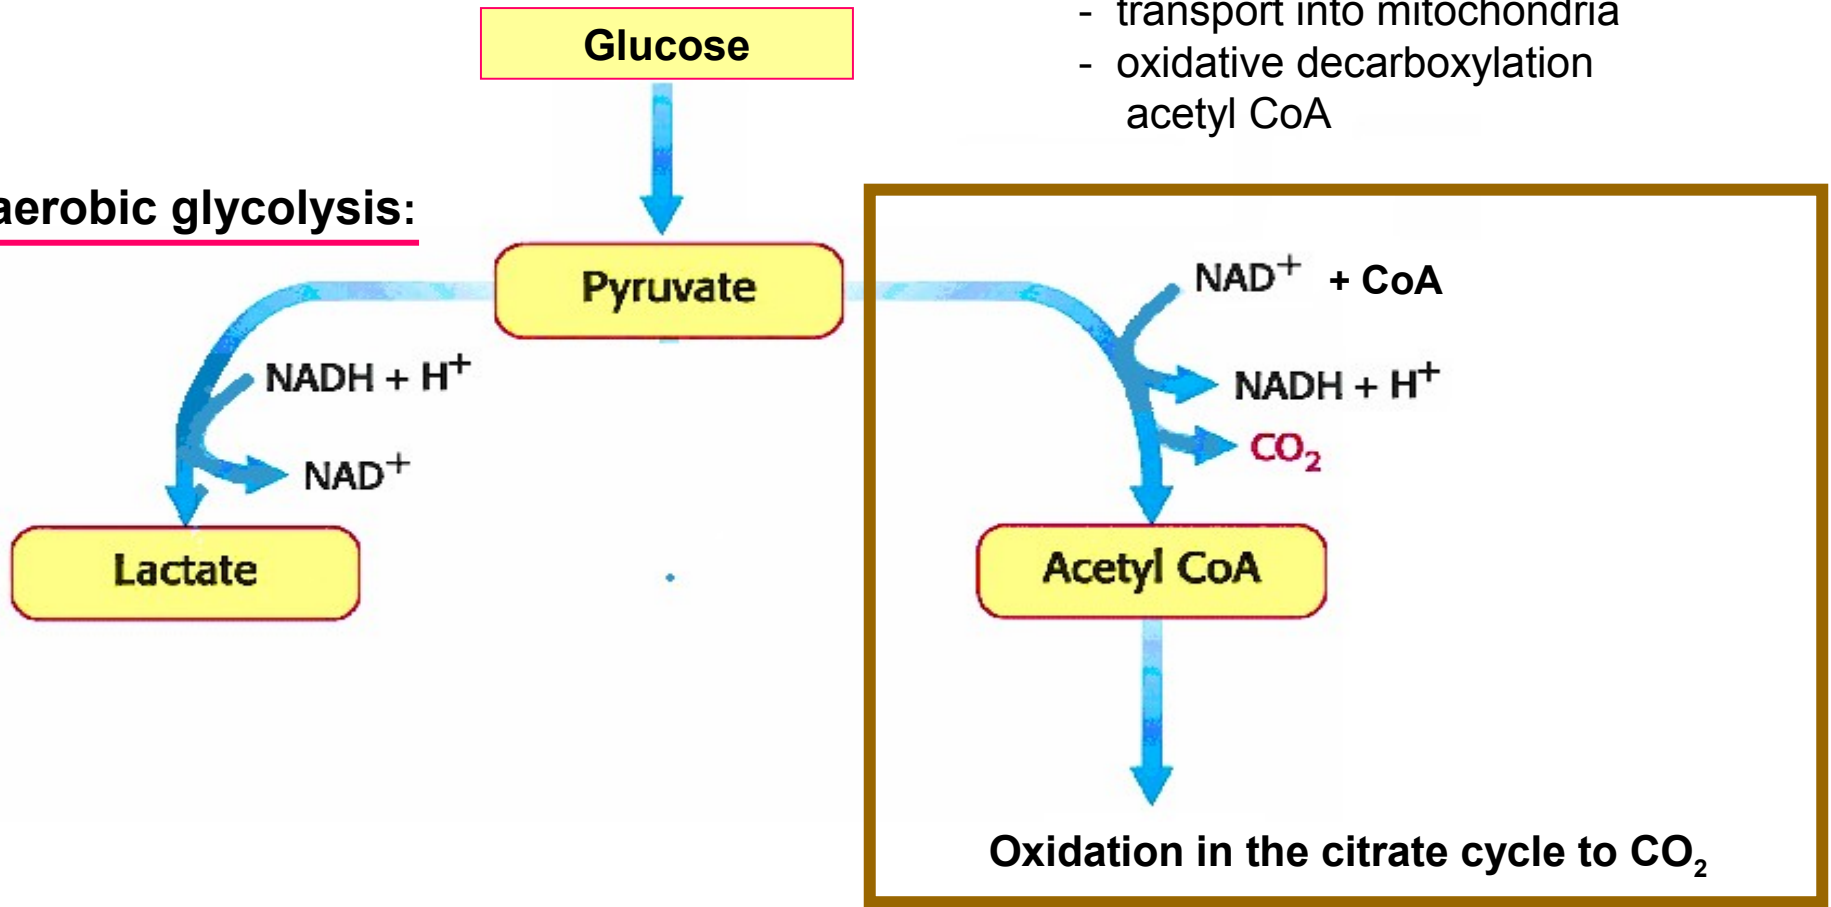 - transport into mitochondria
Glucose
- oxidative decarboxylation
acetyl CoA
aerobic glycolysis:
Pyruvate
NAD⁺ + CoA
NADH + H⁺
NADH + H⁺
CO₂
NAD⁺
Lactate
Acetyl CoA
Oxidation in the citrate cycle to CO₂